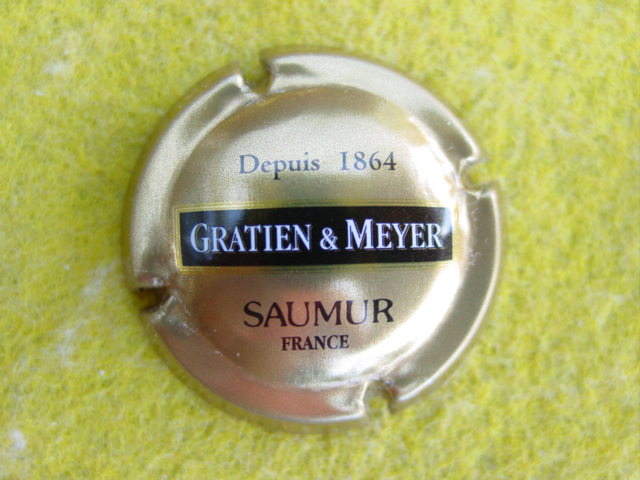 Depuis 1864
GRATIEN & MEYER
SAUMUR
FRANCE